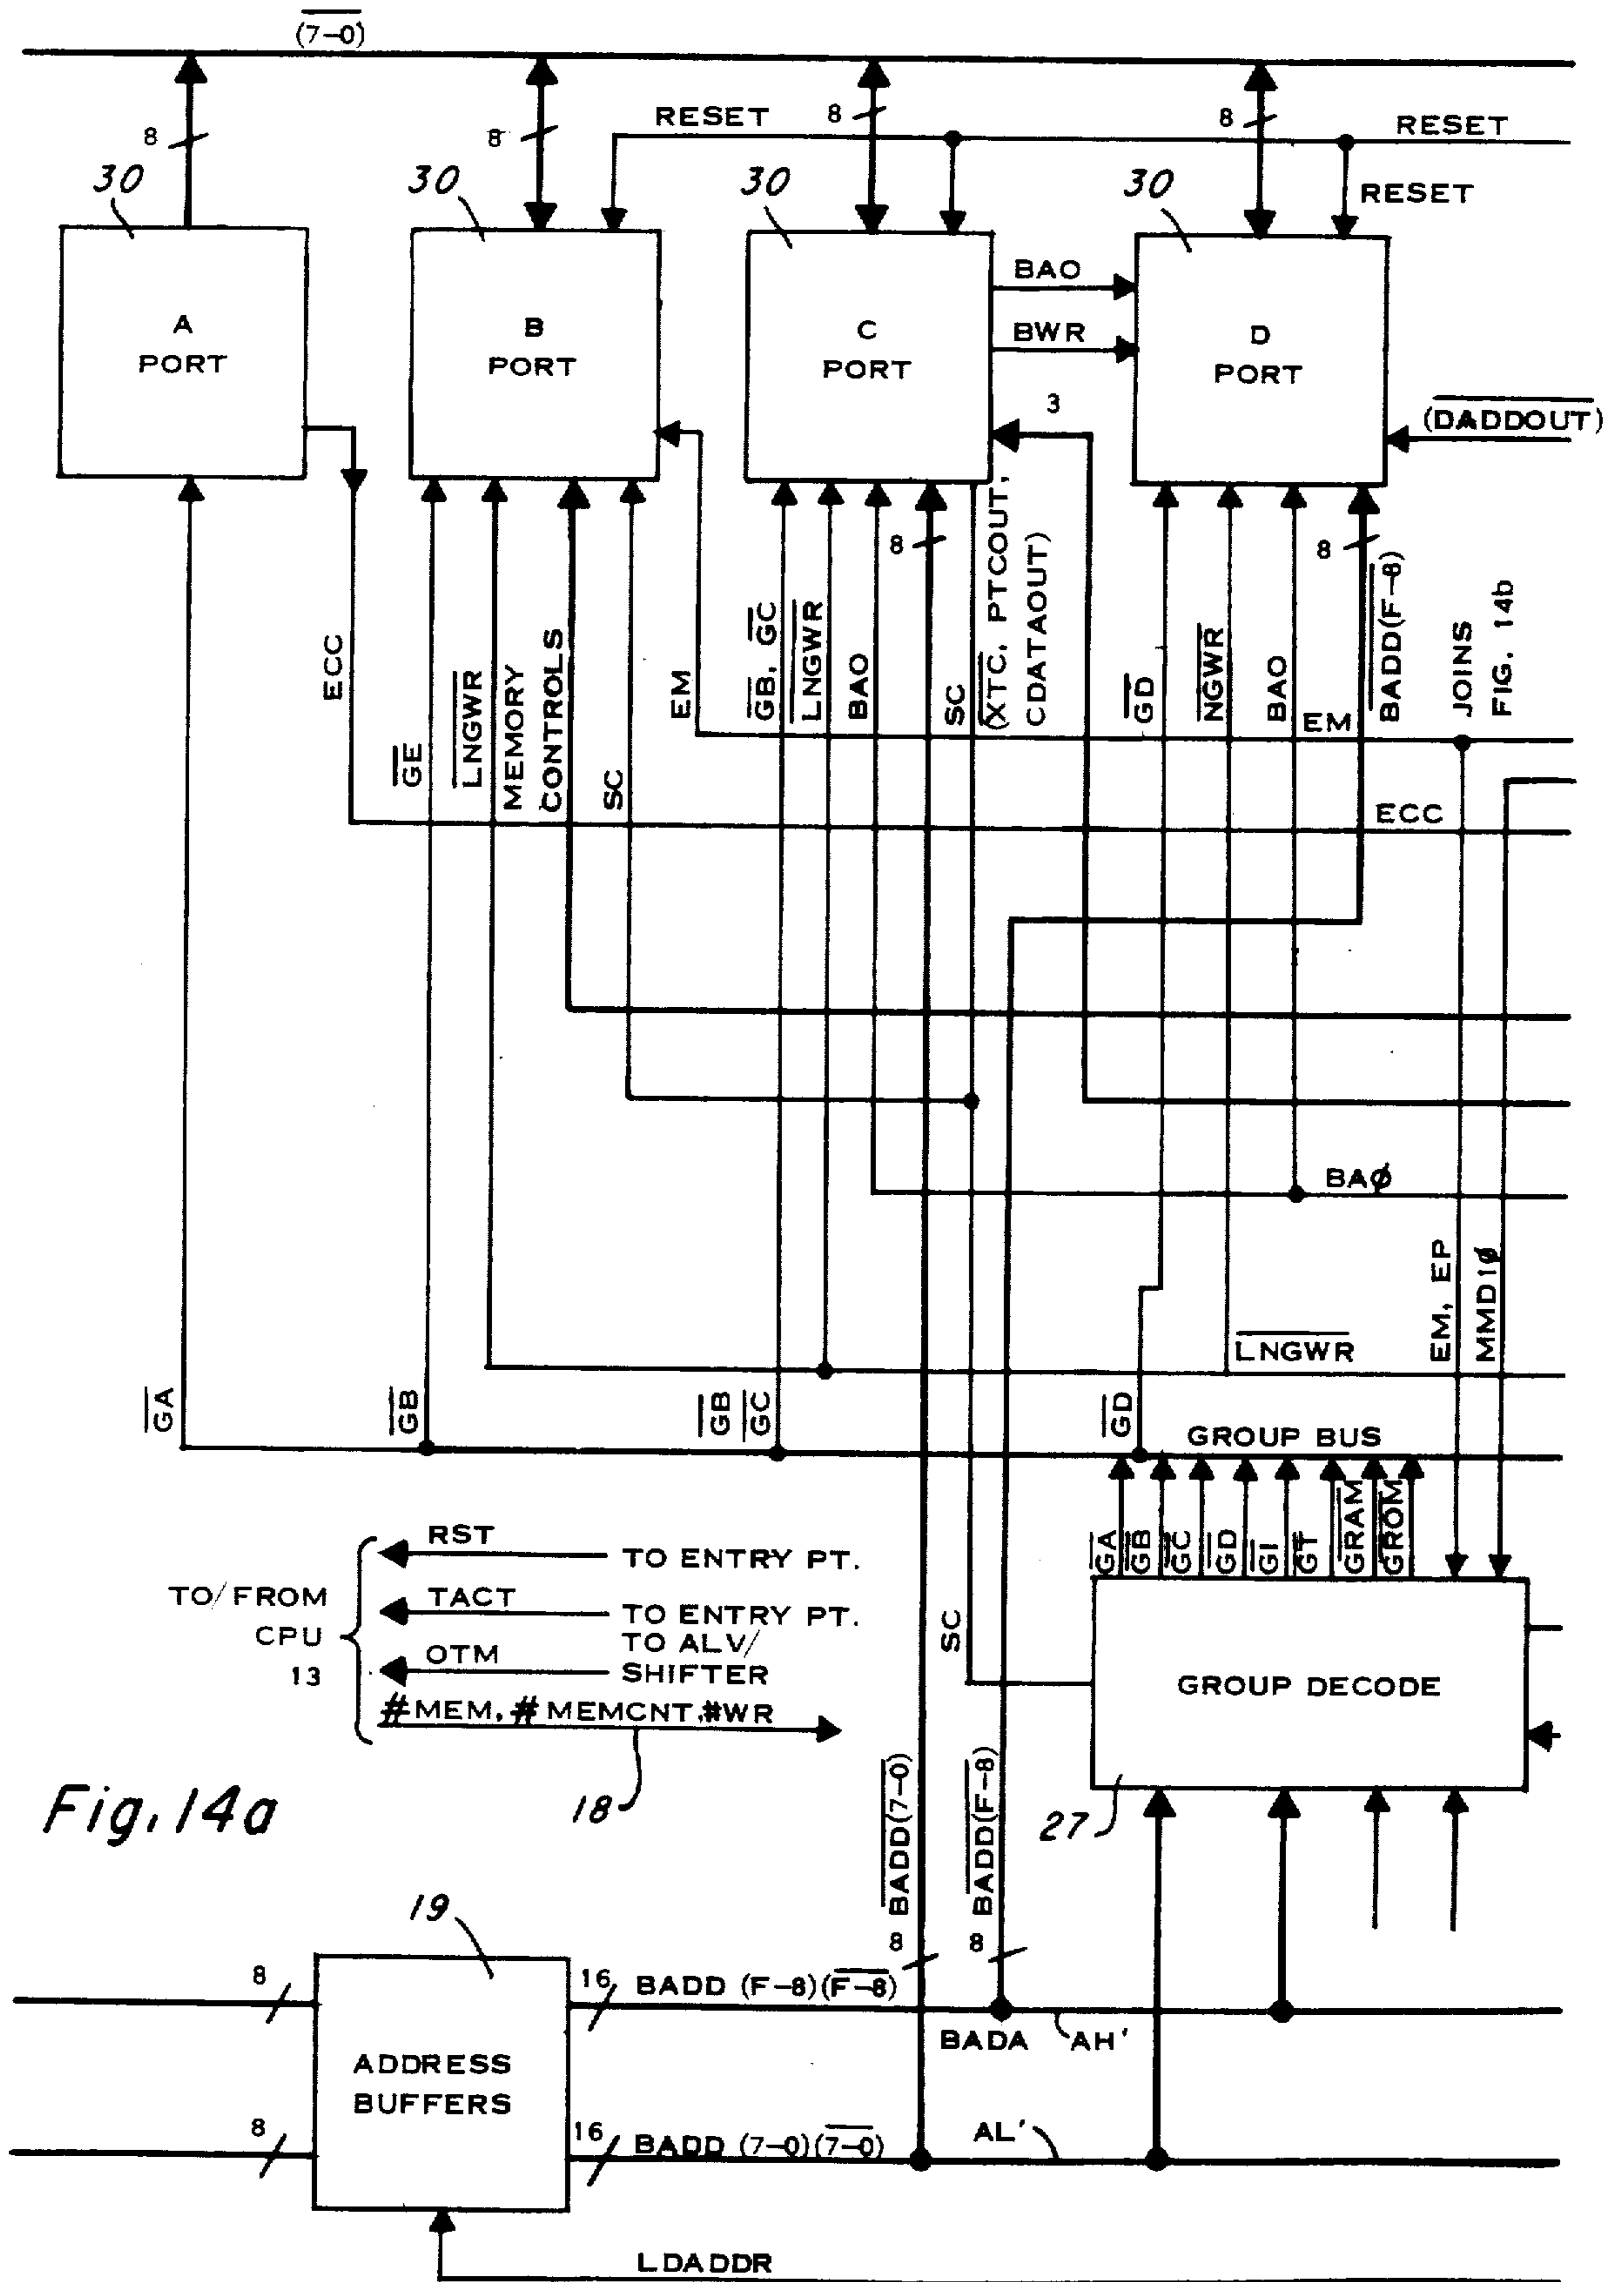 (7-0)
8
8
8
8
RESET
RESET
RESET
30
30
30
30
A
PORT
B
PORT
C
PORT
D
PORT
BAO
BWR
3
(DADDOUT)
8
8
ECC
GE
LNGWR
MEMORY
CONTROLS
SC
EM
GB, GC
LNGWR
BAO
SC
(XTC, PTCOUT,
CDATAOUT)
GD
NGWR
BAO
EM
BADD(F-8)
JOINS
FIG. 14b
ECC
BAØ
EM, EP
MMD1Ø
LNGWR
GA
GB
GB
GC
GD
GROUP BUS
GA
GB
GC
GD
GI
GT
GRAM
GROM
TO/FROM
CPU
13
RST
TO ENTRY PT.
TACT
TO ENTRY PT.
OTM
TO ALV/
SHIFTER
#MEM, #MEMCNT,#WR
18
SC
GROUP DECODE
27
Fig. 14a
BADD(7-0)
BADD(F-8)
8
8
19
8
8
ADDRESS
BUFFERS
16
BADD (F-8)(F-8)
BADA
AH'
16
BADD (7-0)(7-0)
AL'
LDADDR